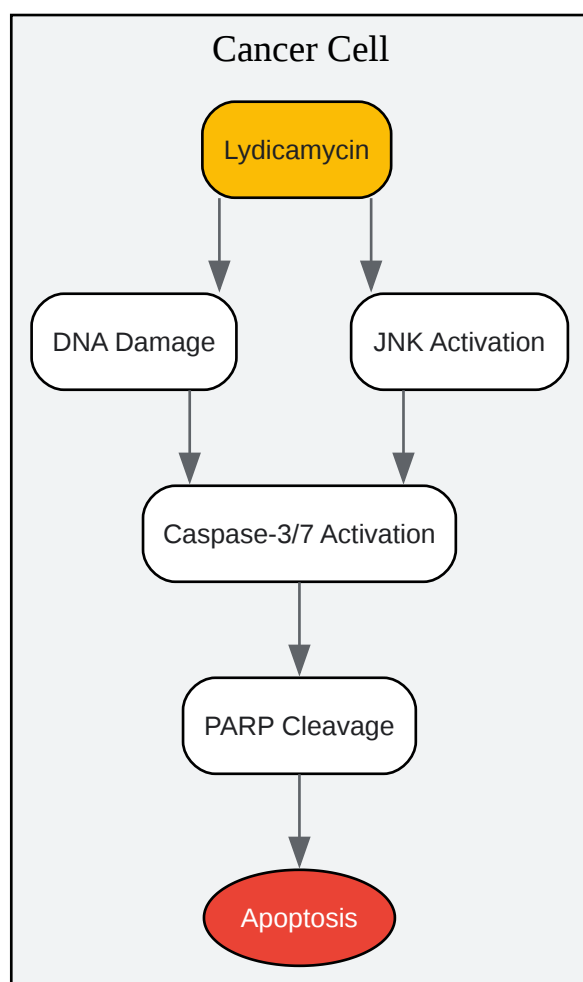 Cancer Cell
Lydicamycin
DNA Damage
JNK Activation
Caspase-3/7 Activation
PARP Cleavage
Apoptosis